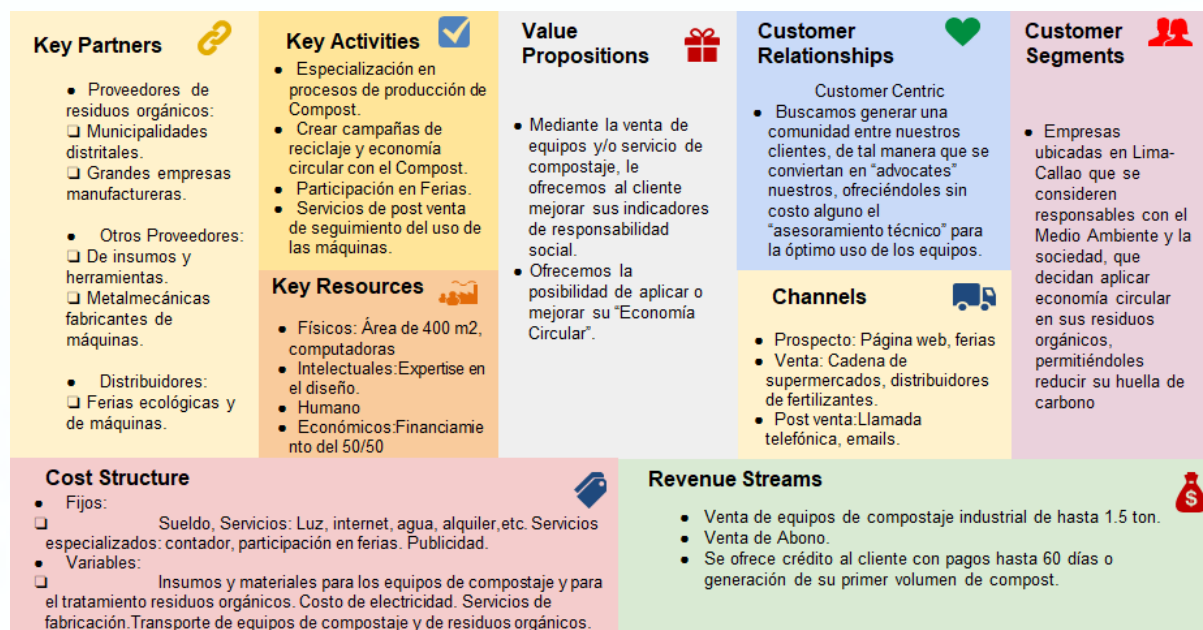 Key Partners
● Proveedores de
residuos orgánicos:
❑ Municipalidades
distritales.
❑ Grandes empresas
manufactureras.
● Otros Proveedores:
❑ De insumos y
herramientas.
❑ Metalmecánicas
fabricantes de
máquinas.
● Distribuidores:
❑ Ferias ecológicas y
de máquinas.
Key Activities
● Especialización en
procesos de producción de
Compost.
● Crear campañas de
reciclaje y economía
circular con el Compost.
● Participación en Ferias.
● Servicios de post venta
de seguimiento del uso de
las máquinas.
Key Resources
● Físicos: Área de 400 m2,
computadoras
● Intelectuales:Expertise en
el diseño.
● Humano
● Económicos:Financiamie
nto del 50/50
Value
Propositions
● Mediante la venta de
equipos y/o servicio de
compostaje, le
ofrecemos al cliente
mejorar sus indicadores
de responsabilidad
social.
● Ofrecemos la
posibilidad de aplicar o
mejorar su “Economía
Circular”.
Customer
Relationships
Customer Centric
● Buscamos generar una
comunidad entre nuestros
clientes, de tal manera que se
conviertan en “advocates”
nuestros, ofreciéndoles sin
costo alguno el
“asesoramiento técnico” para
la óptimo uso de los equipos.
Channels
● Prospecto: Página web, ferias
● Venta: Cadena de
supermercados, distribuidores
de fertilizantes.
● Post venta:Llamada
telefónica, emails.
Customer
Segments
● Empresas
ubicadas en Lima-
Callao que se
consideren
responsables con el
Medio Ambiente y la
sociedad, que
decidan aplicar
economía circular
en sus residuos
orgánicos,
permitiéndoles
reducir su huella de
carbono
Cost Structure
● Fijos:
❑ Sueldo, Servicios: Luz, internet, agua, alquiler,etc. Servicios
especializados: contador, participación en ferias. Publicidad.
● Variables:
❑ Insumos y materiales para los equipos de compostaje y para
el tratamiento residuos orgánicos. Costo de electricidad. Servicios de
fabricación.Transporte de equipos de compostaje y de residuos orgánicos.
Revenue Streams
$
● Venta de equipos de compostaje industrial de hasta 1.5 ton.
● Venta de Abono.
● Se ofrece crédito al cliente con pagos hasta 60 días o
generación de su primer volumen de compost.